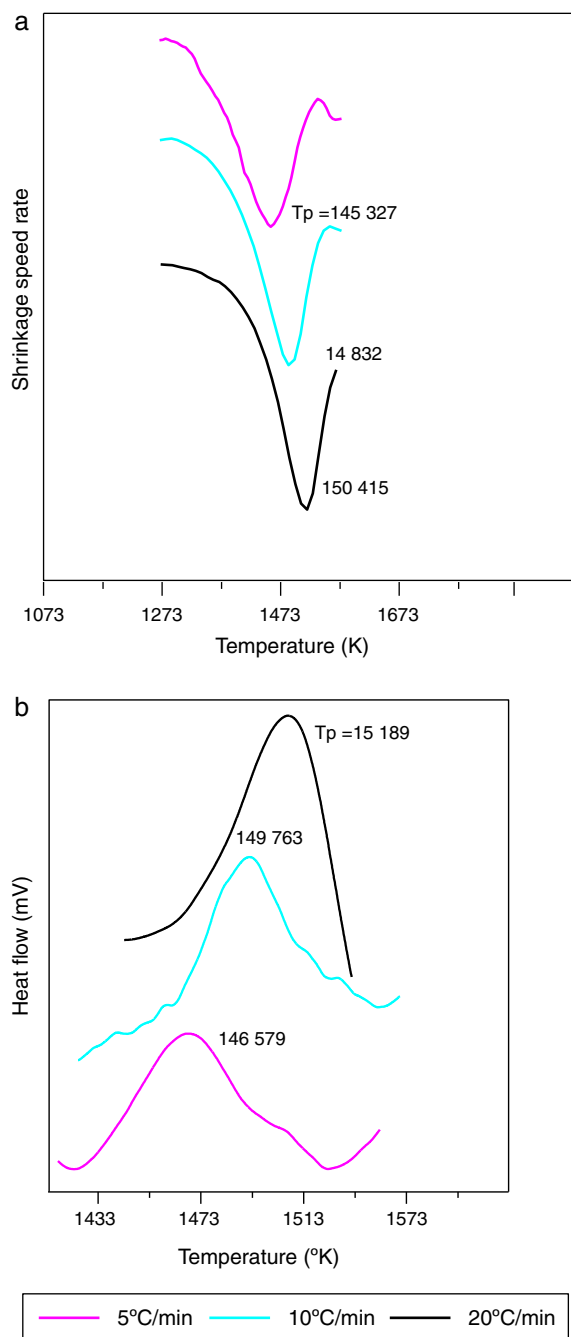 a
Shrinkage speed rate
Tp =145 327
14 832
150 415
1073 1273 1473 1673
Temperature (K)
b
Heat flow (mV)
Tp =15 189
149 763
146 579
1433 1473 1513 1573
Temperature (ºK)
5ºC/min 10ºC/min 20ºC/min